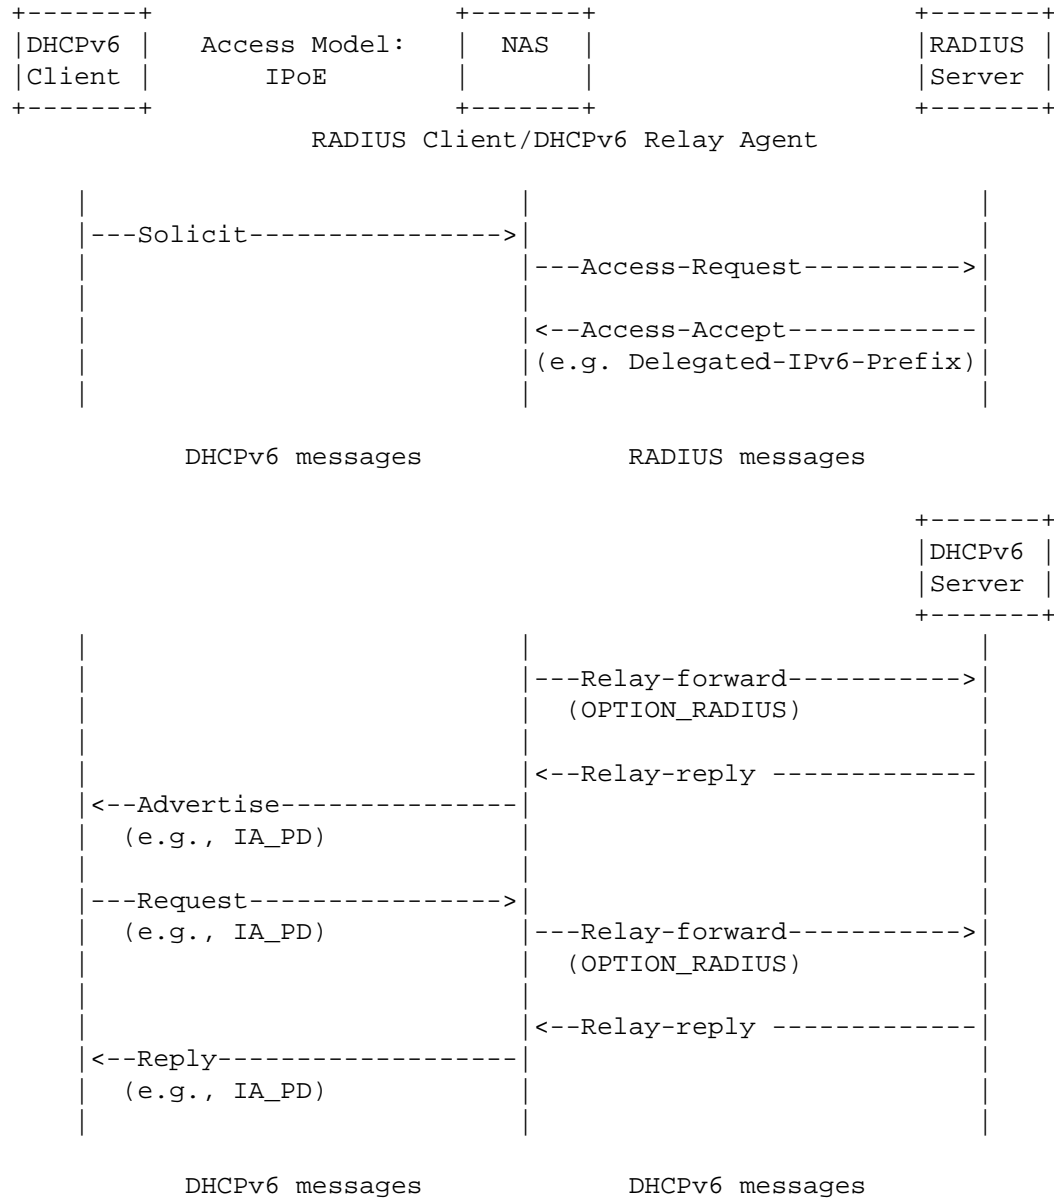 +-------+                   +-------+                    +-------+
|DHCPv6 |   Access Model:   |  NAS  |                    |RADIUS |
|Client |       IPoE        |       |                    |Server |
+-------+                   +-------+                    +-------+
                   RADIUS Client/DHCPv6 Relay Agent
    |                           |                            |
    |---Solicit---------------->|                            |
    |                           |---Access-Request---------->|
    |                           |                            |
    |                           |<--Access-Accept------------|
    |                           |(e.g. Delegated-IPv6-Prefix)|
    |                           |                            |
           DHCPv6 messages             RADIUS messages
                                                         +-------+
                                                         |DHCPv6 |
                                                         |Server |
                                                         +-------+
    |                           |                            |
    |                           |---Relay-forward----------->|
    |                           |  (OPTION_RADIUS)           |
    |                           |                            |
    |                           |<--Relay-reply -------------|
    |<--Advertise---------------|                            |
    |  (e.g., IA_PD)            |                            |
    |                           |                            |
    |---Request---------------->|                            |
    |  (e.g., IA_PD)            |---Relay-forward----------->|
    |                           |  (OPTION_RADIUS)           |
    |                           |                            |
    |                           |<--Relay-reply -------------|
    |<--Reply-------------------|                            |
    |  (e.g., IA_PD)            |                            |
    |                           |                            |
           DHCPv6 messages             DHCPv6 messages